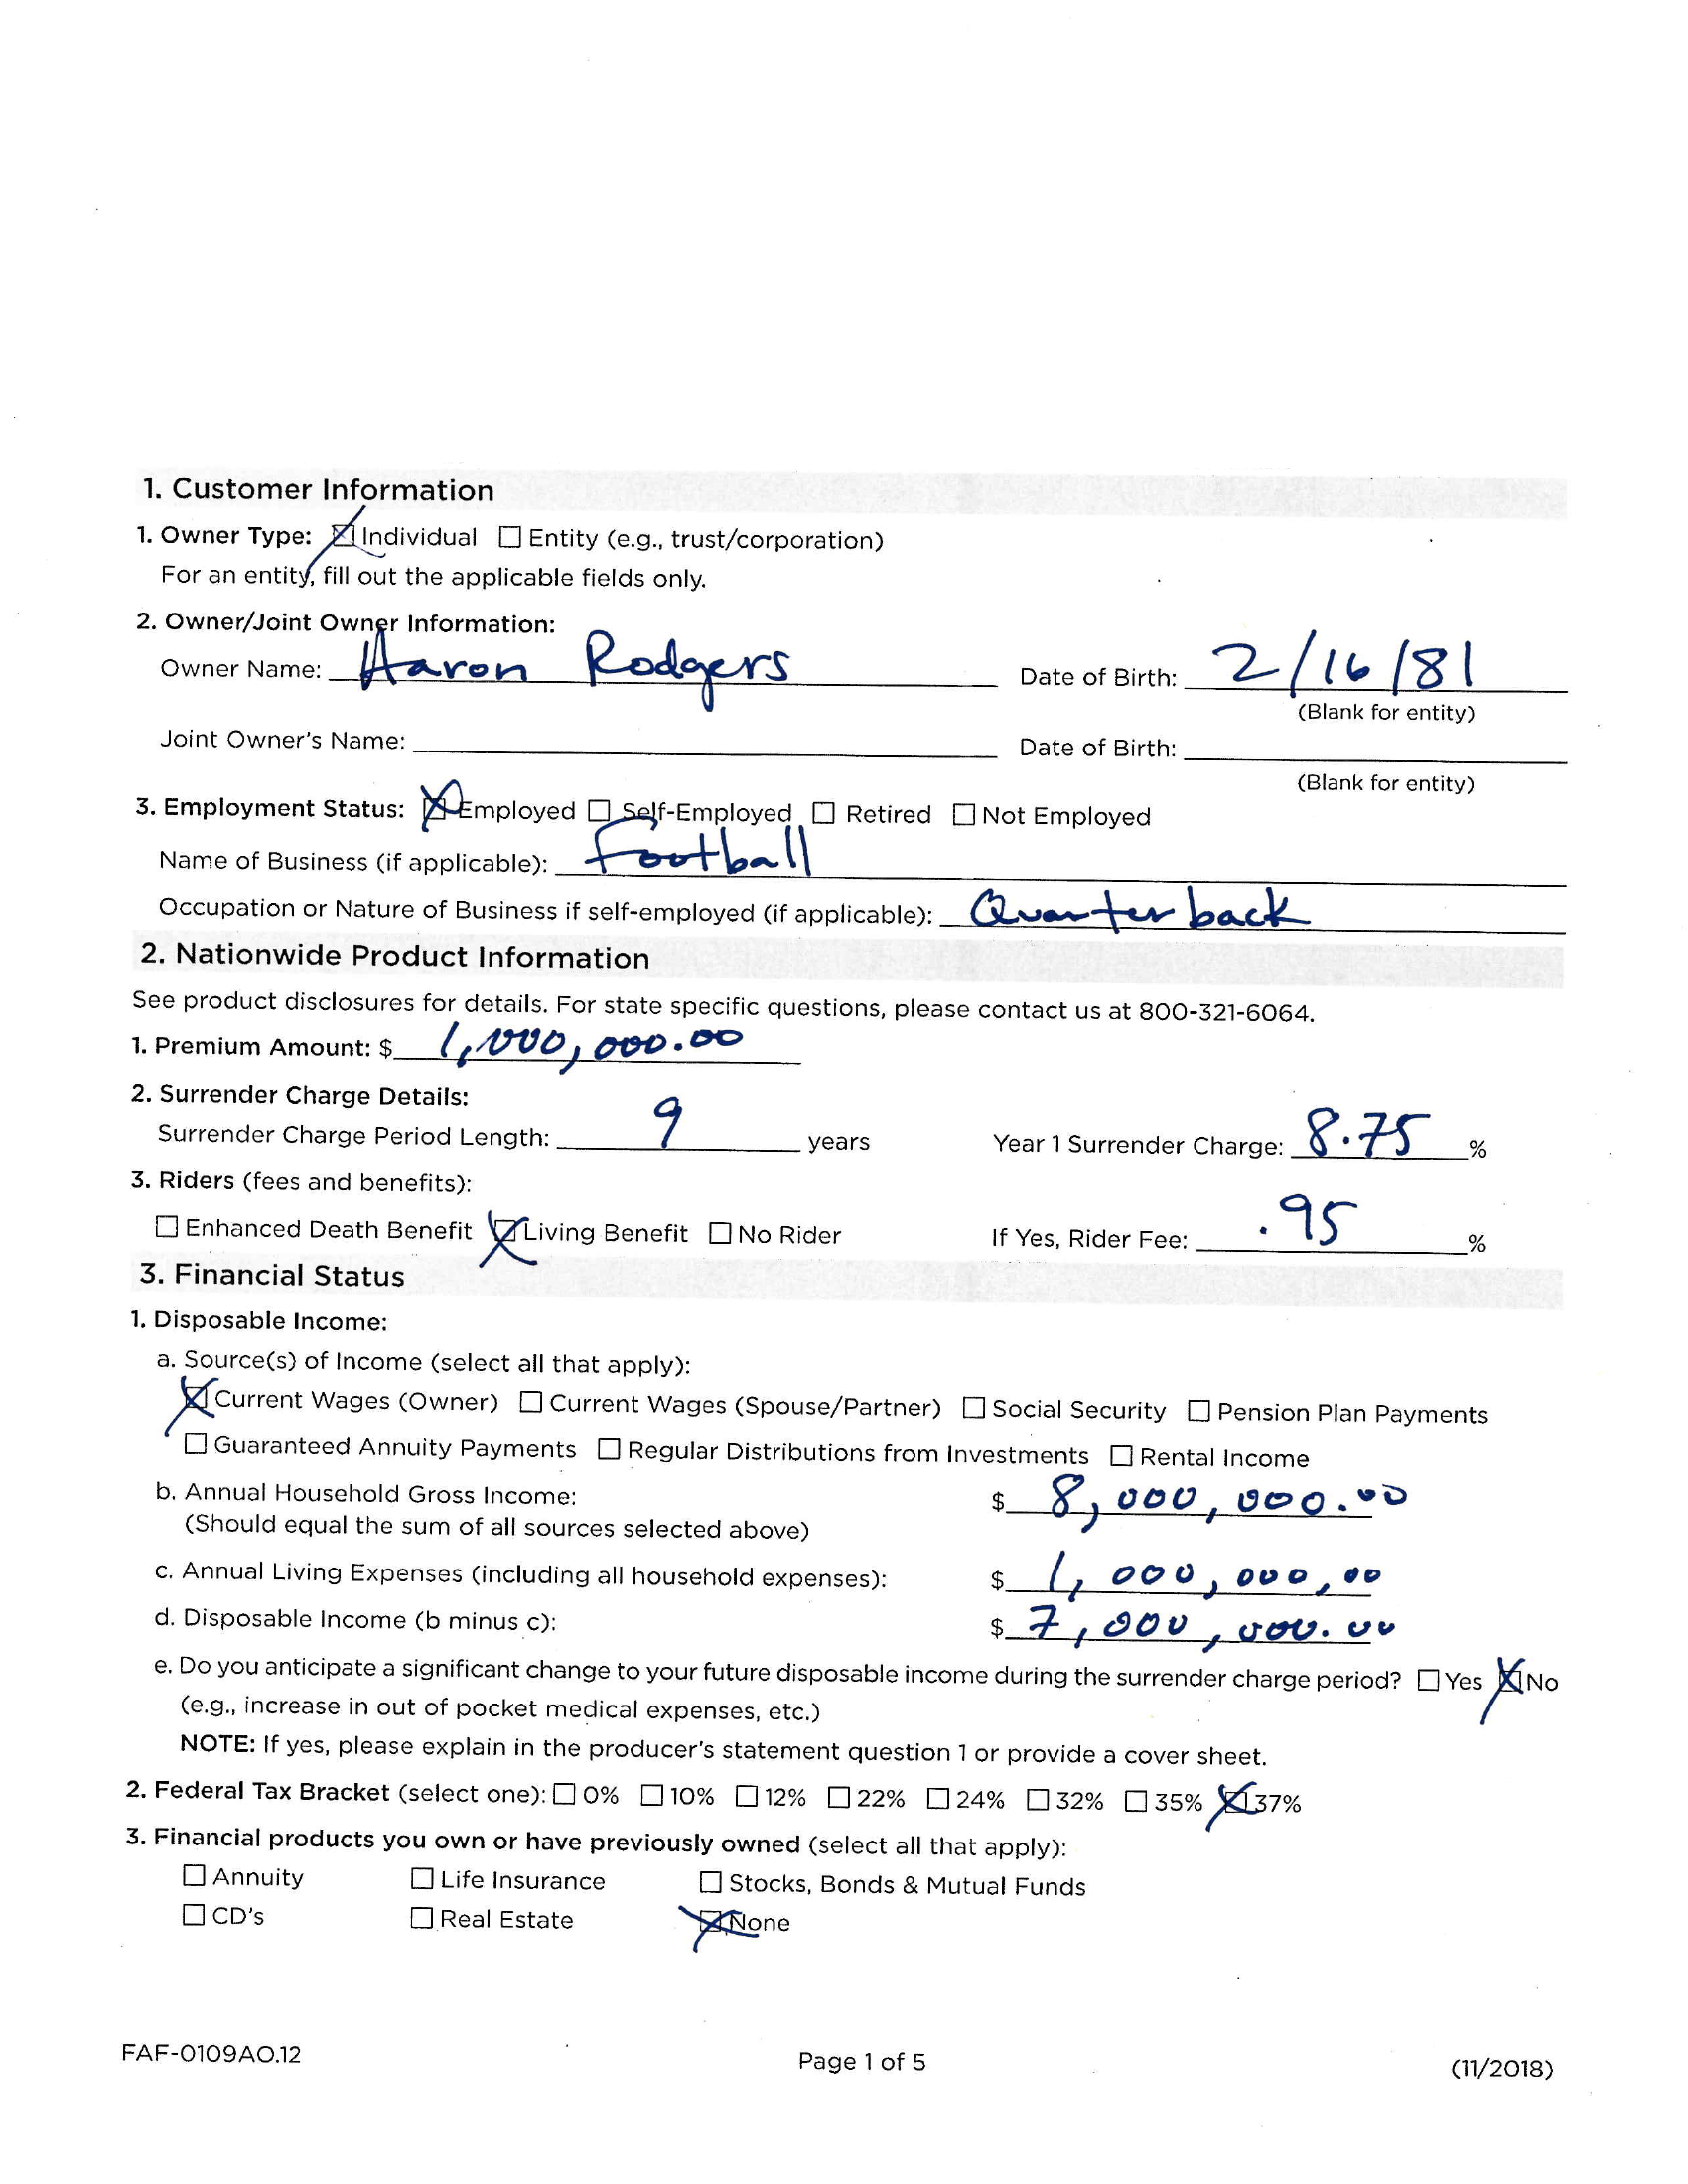 1. Customer Information
1. Owner Type: ☒ Individual ☐ Entity (e.g., trust/corporation)
For an entity, fill out the applicable fields only.
2. Owner/Joint Owner Information:
Owner Name: Aaron Rodgers Date of Birth: 2/16/81
(Blank for entity)
Joint Owner's Name: Date of Birth:
(Blank for entity)
3. Employment Status: ☒ Employed ☐ Self-Employed ☐ Retired ☐ Not Employed
Name of Business (if applicable): Football
Occupation or Nature of Business if self-employed (if applicable): Quarterback
2. Nationwide Product Information
See product disclosures for details. For state specific questions, please contact us at 800-321-6064.
1. Premium Amount: $ 1,000,000.00
2. Surrender Charge Details:
Surrender Charge Period Length: 9 years Year 1 Surrender Charge: 8.75 %
3. Riders (fees and benefits):
☐ Enhanced Death Benefit ☒ Living Benefit ☐ No Rider If Yes, Rider Fee: .95 %
3. Financial Status
1. Disposable Income:
a. Source(s) of Income (select all that apply):
☒ Current Wages (Owner) ☐ Current Wages (Spouse/Partner) ☐ Social Security ☐ Pension Plan Payments
☐ Guaranteed Annuity Payments ☐ Regular Distributions from Investments ☐ Rental Income
b. Annual Household Gross Income: $ 8,000,000.00
(Should equal the sum of all sources selected above)
c. Annual Living Expenses (including all household expenses): $ 1,000,000,00
d. Disposable Income (b minus c): $ 7,000,000.00
e. Do you anticipate a significant change to your future disposable income during the surrender charge period? ☐ Yes ☒ No
(e.g., increase in out of pocket medical expenses, etc.)
NOTE: If yes, please explain in the producer's statement question 1 or provide a cover sheet.
2. Federal Tax Bracket (select one): ☐ 0% ☐ 10% ☐ 12% ☐ 22% ☐ 24% ☐ 32% ☐ 35% ☒ 37%
3. Financial products you own or have previously owned (select all that apply):
☐ Annuity ☐ Life Insurance ☐ Stocks, Bonds & Mutual Funds
☐ CD's ☐ Real Estate ☒ None
FAF-0109AO.12 Page 1 of 5 (11/2018)